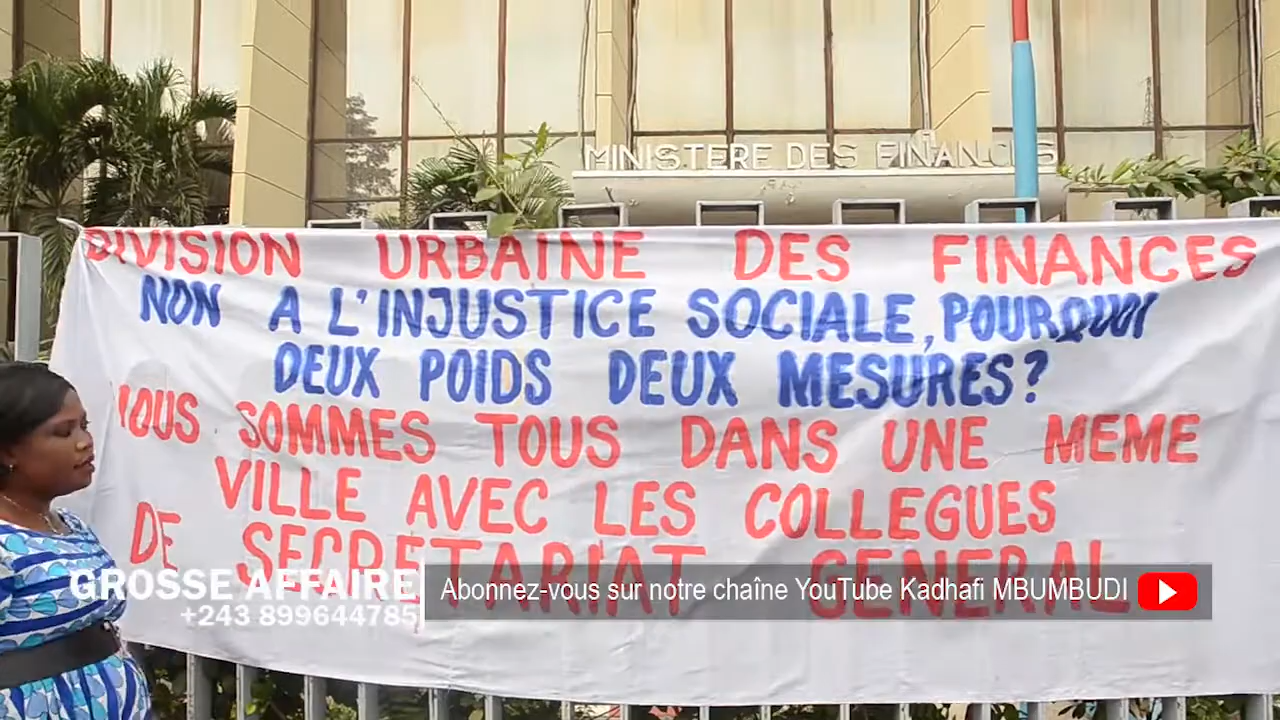 MINISTERE DES FINANCES
DIVISION URBAINE DES FINANCES
NON A L'INJUSTICE SOCIALE, POURQUOI
DEUX POIDS DEUX MESURES?
NOUS SOMMES TOUS DANS UNE MEME
VILLE AVEC LES COLLEGUES
DE SECRETARIAT GENERAL
GROSSE AFFAIRE
+243 899644785
Abonnez-vous sur notre chaîne YouTube Kadhafi MBUMBUDI